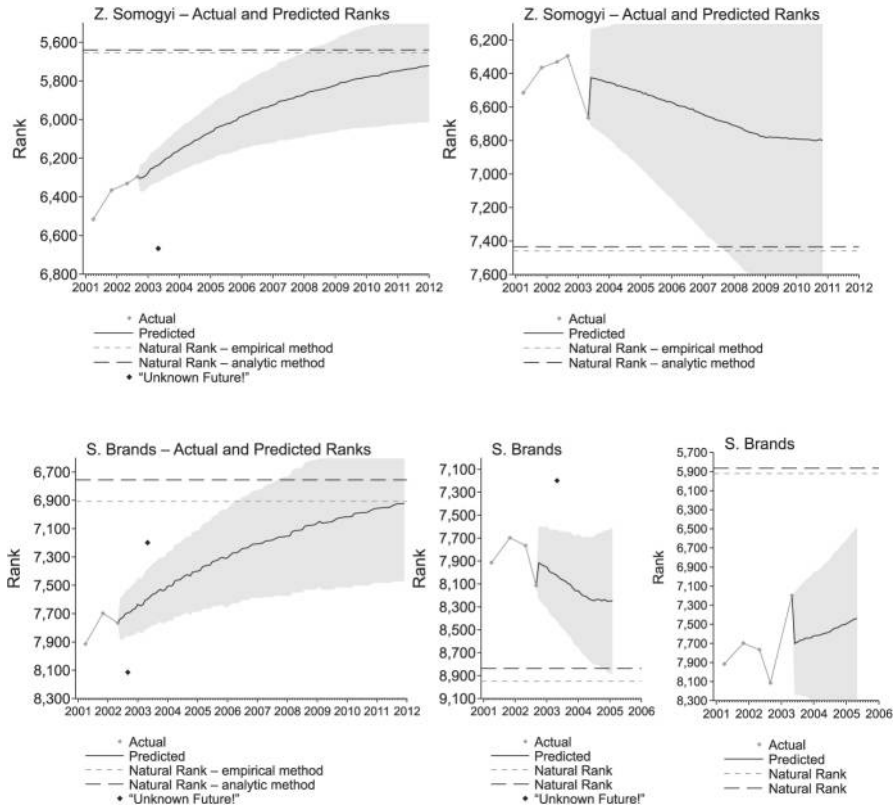 Z. Somogyi – Actual and Predicted Ranks
Rank
5,600
5,800
6,000
6,200
6,400
6,600
6,800
2001 2002 2003 2004 2005 2006 2007 2008 2009 2010 2011 2012
Actual
Predicted
Natural Rank – empirical method
Natural Rank – analytic method
“Unknown Future!”
Z. Somogyi – Actual and Predicted Ranks
Rank
6,200
6,400
6,600
6,800
7,000
7,200
7,400
7,600
2001 2002 2003 2004 2005 2006 2007 2008 2009 2010 2011 2012
Actual
Predicted
Natural Rank – empirical method
Natural Rank – analytic method
S. Brands – Actual and Predicted Ranks
Rank
6,700
6,900
7,100
7,300
7,500
7,700
7,900
8,100
8,300
2001 2002 2003 2004 2005 2006 2007 2008 2009 2010 2011 2012
Actual
Predicted
Natural Rank – empirical method
Natural Rank – analytic method
“Unknown Future!”
S. Brands
Rank
7,100
7,300
7,500
7,700
7,900
8,100
8,300
8,500
8,700
8,900
9,100
2001 2002 2003 2004 2005 2006
Actual
Predicted
Natural Rank
Natural Rank
“Unknown Future!”
S. Brands
Rank
5,700
5,900
6,100
6,300
6,500
6,700
6,900
7,100
7,300
7,500
7,700
7,900
8,100
8,300
2001 2002 2003 2004 2005 2006
Actual
Predicted
Natural Rank
Natural Rank